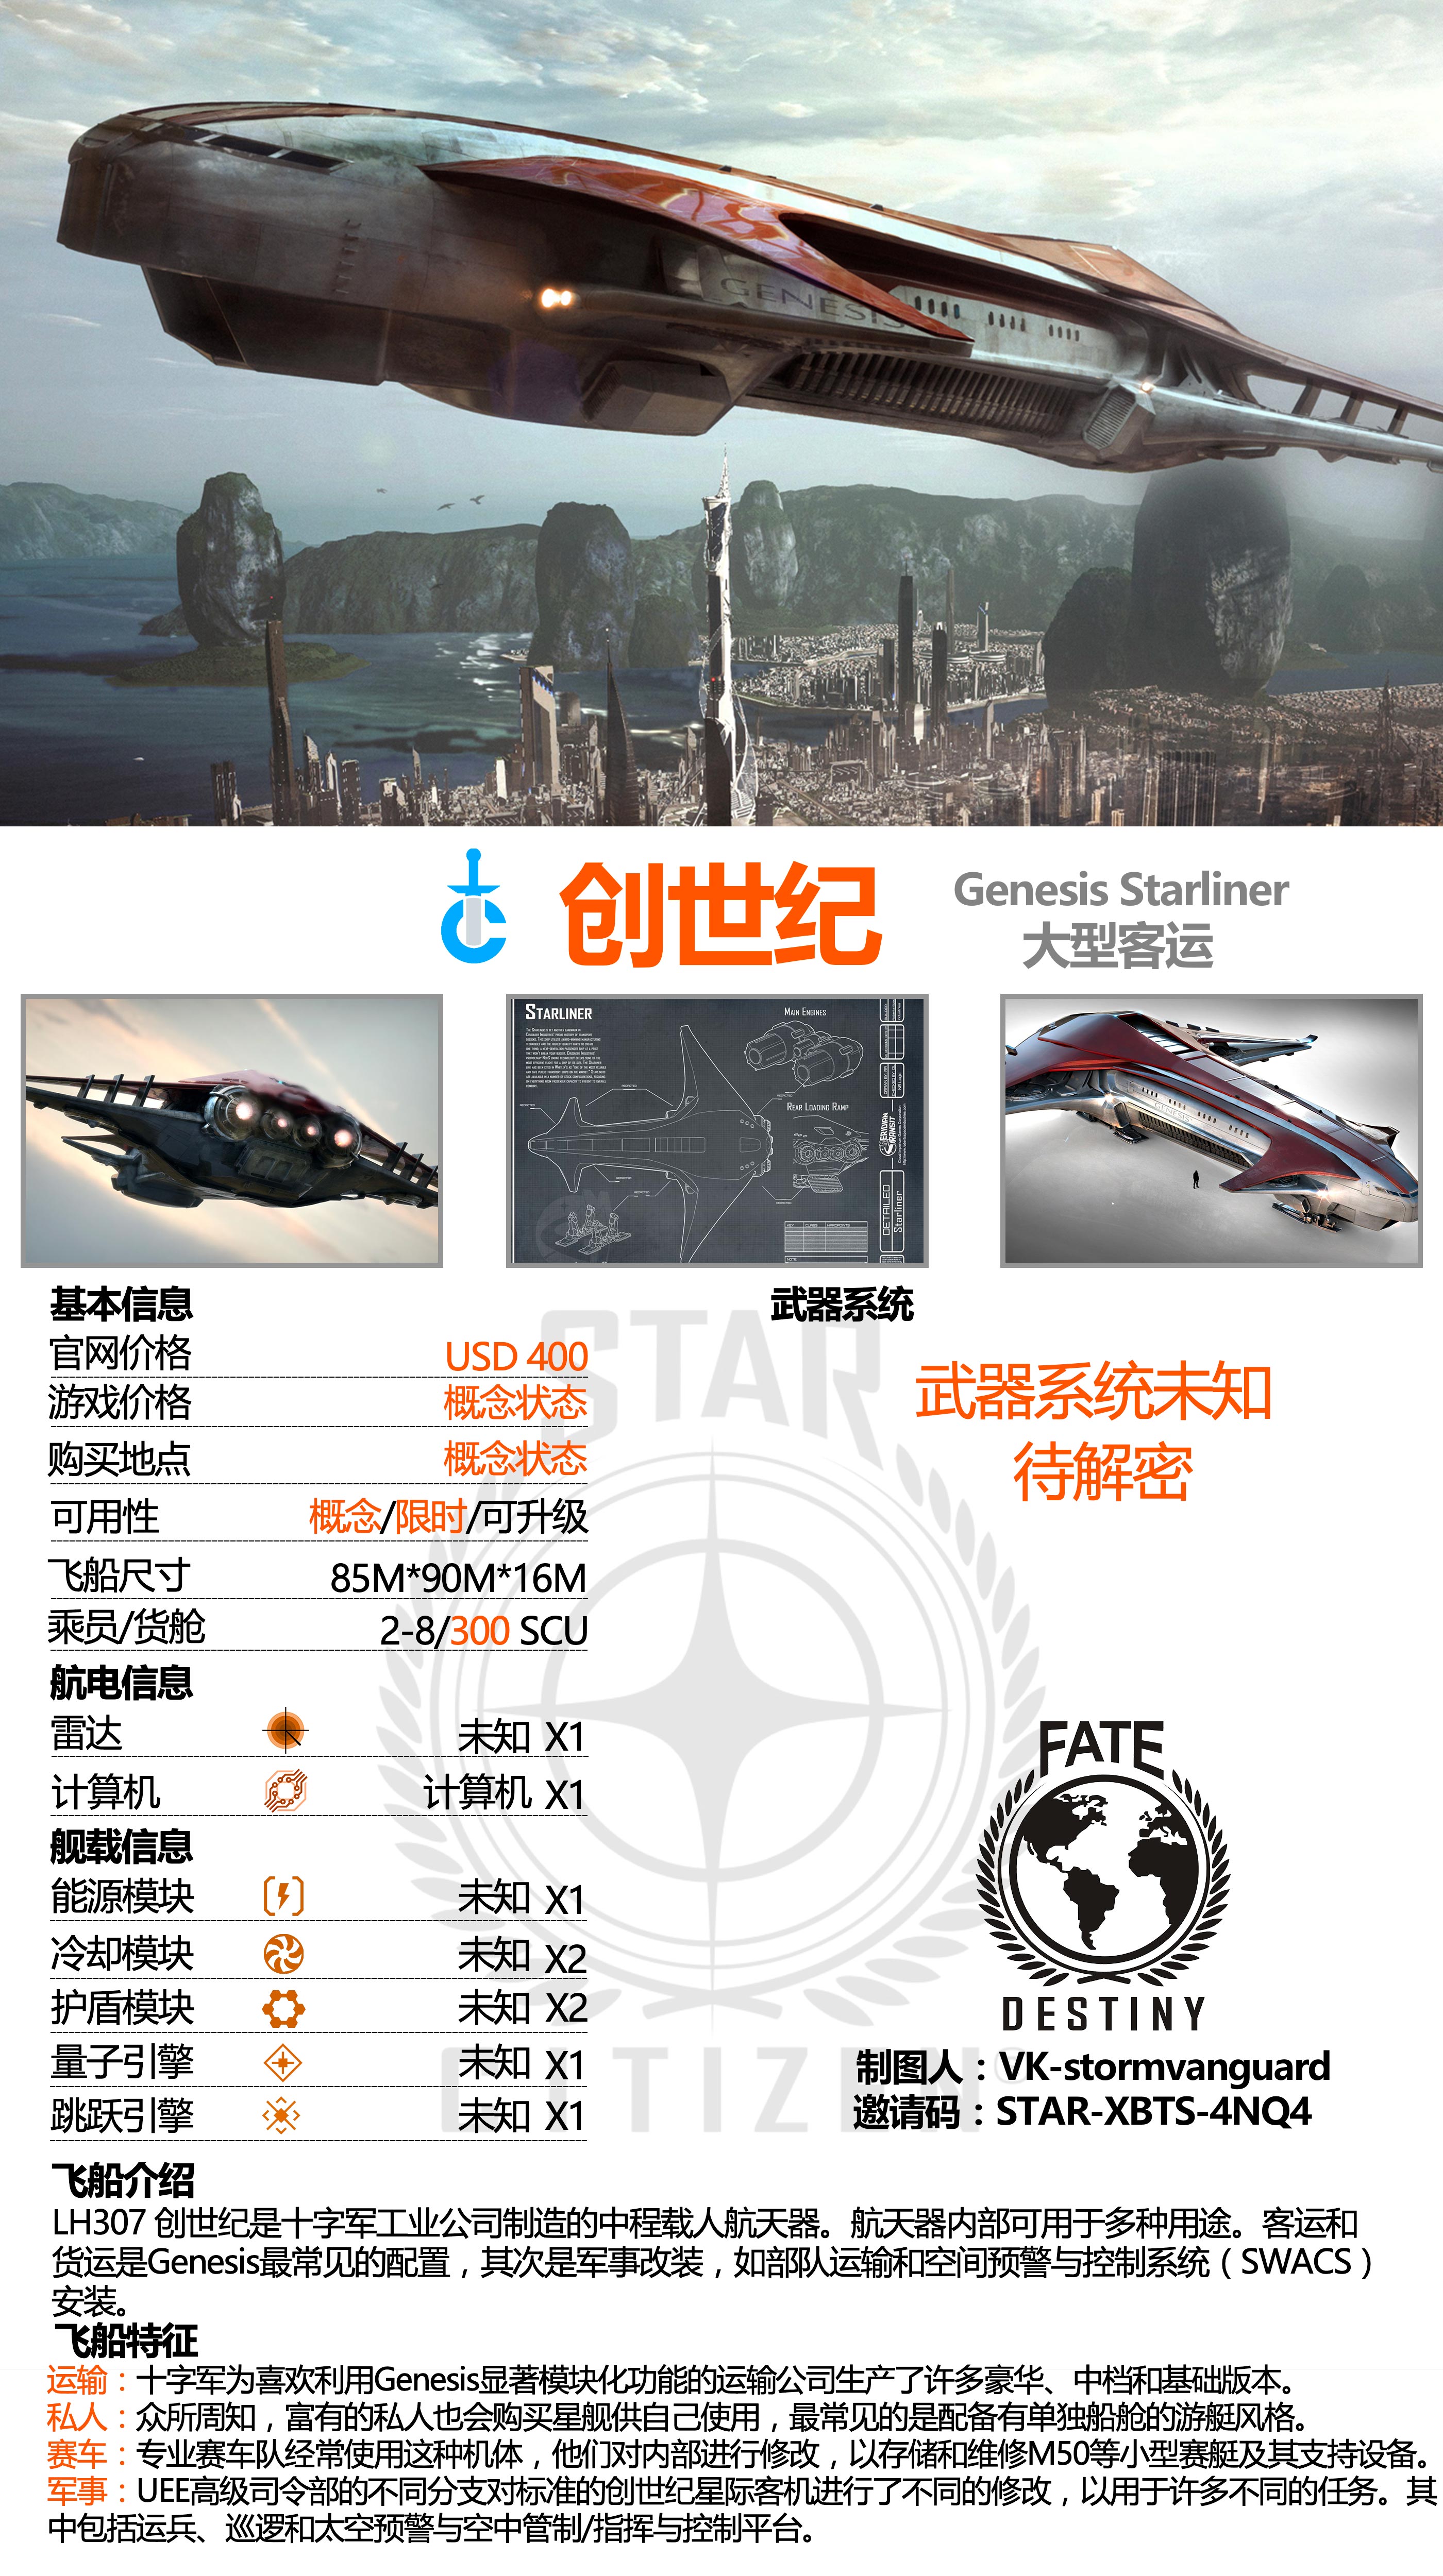 GENESIS
创世纪
Genesis Starliner
大型客运
STARLINER
MAIN ENGINES
REAR LOADING RAMP
MERIDIAN TRANSIT
DETAILED
Starliner
GENESIS
基本信息
官网价格 USD 400
游戏价格 概念状态
购买地点 概念状态
可用性 概念/限时/可升级
飞船尺寸 85M*90M*16M
乘员/货舱 2-8/300 SCU
航电信息
雷达 未知 X1
计算机 计算机 X1
舰载信息
能源模块 未知 X1
冷却模块 未知 X2
护盾模块 未知 X2
量子引擎 未知 X1
跳跃引擎 未知 X1
武器系统
武器系统未知
待解密
STAR
CITIZEN
FATE
DESTINY
制图人：VK-stormvanguard
邀请码：STAR-XBTS-4NQ4
飞船介绍
LH307 创世纪是十字军工业公司制造的中程载人航天器。航天器内部可用于多种用途。客运和
货运是Genesis最常见的配置，其次是军事改装，如部队运输和空间预警与控制系统（SWACS）
安装。
飞船特征
运输：十字军为喜欢利用Genesis显著模块化功能的运输公司生产了许多豪华、中档和基础版本。
私人：众所周知，富有的私人也会购买星舰供自己使用，最常见的是配备有单独船舱的游艇风格。
赛车：专业赛车队经常使用这种机体，他们对内部进行修改，以存储和维修M50等小型赛艇及其支持设备。
军事：UEE高级司令部的不同分支对标准的创世纪星际客机进行了不同的修改，以用于许多不同的任务。其
中包括运兵、巡逻和太空预警与空中管制/指挥与控制平台。